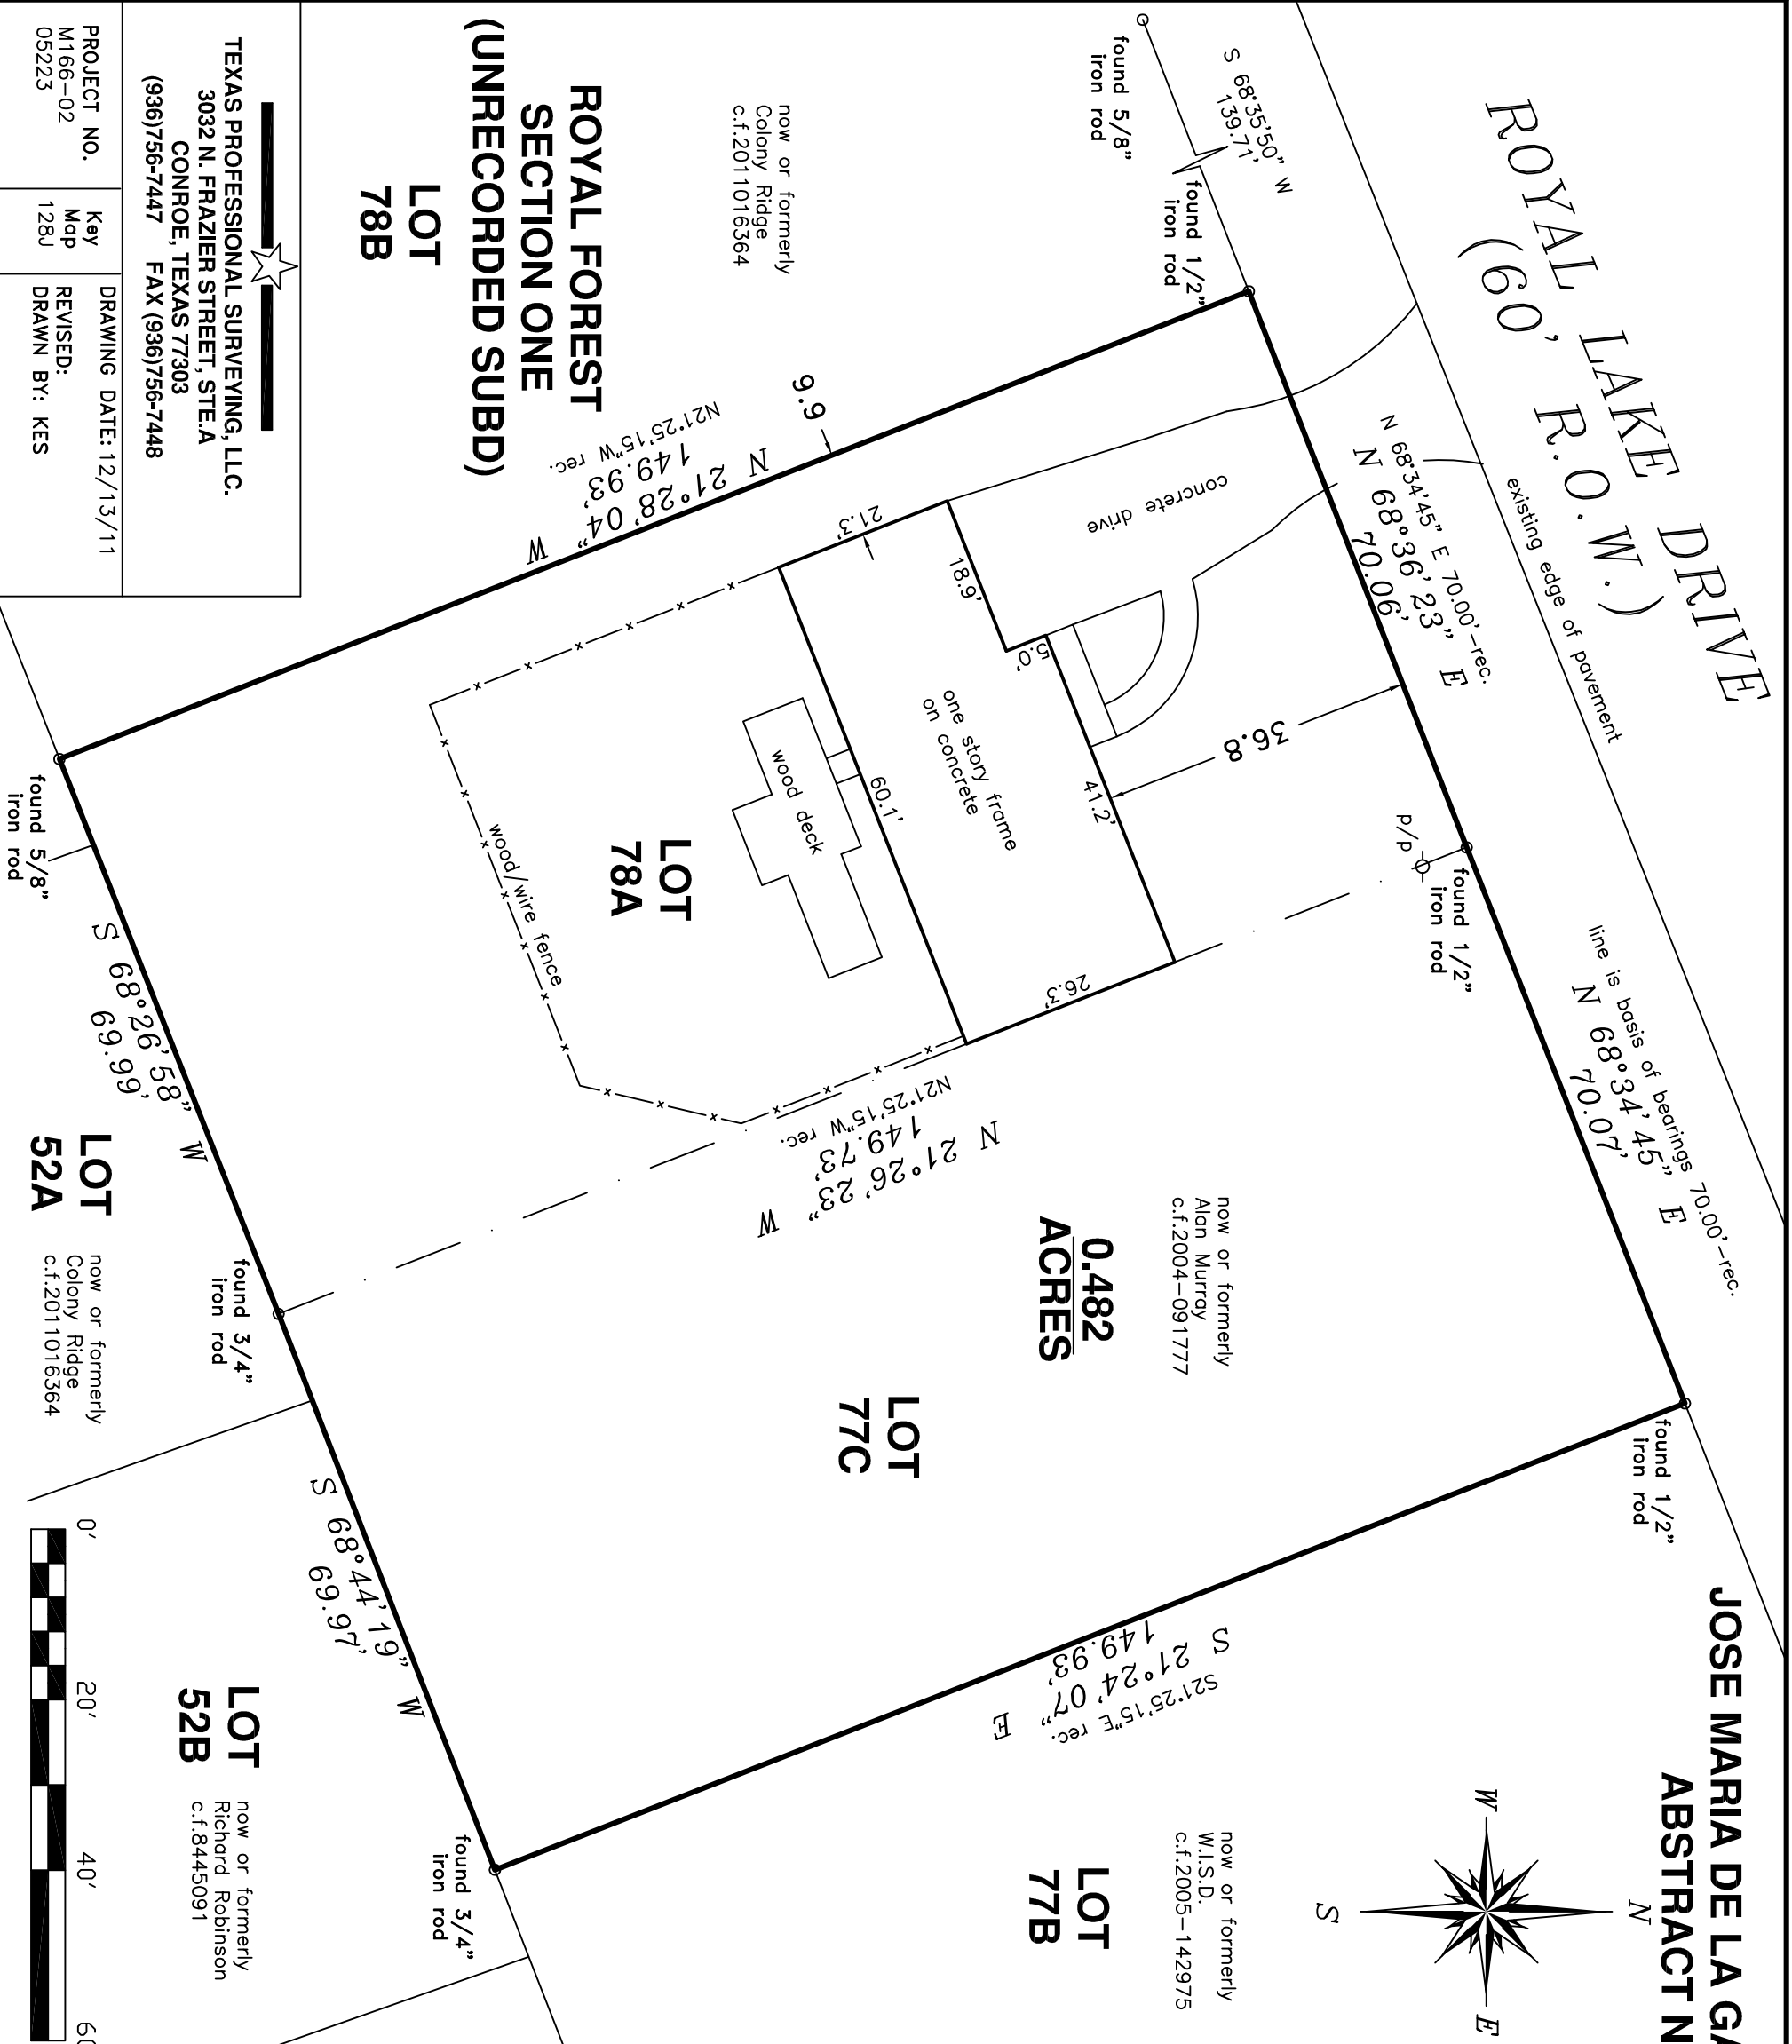 ROYAL LAKE DRIVE
(60' R.O.W.)
existing edge of pavement
S 68°35'50" W
139.71'
found 5/8"
iron rod
found 1/2"
iron rod
N 68°34'45" E 70.00'-rec.
N 68°36'23" E
70.06'
line is basis of bearings 70.00'-rec.
N 68°34'45" E
70.07'
found 1/2"
iron rod
p/p
found 1/2"
iron rod
JOSE MARIA DE LA GA
ABSTRACT N
N
W
E
S
now or formerly
Colony Ridge
c.f.2011016364
ROYAL FOREST
SECTION ONE
(UNRECORDED SUBD)
LOT
78B
9.9
N 21°28'04" W
149.93'
N21°25'15"W rec.
concrete drive
21.3'
18.9'
5.0'
36.8
41.2'
one story frame
on concrete
60.1'
26.3'
wood deck
LOT
78A
wood/wire fence
N21°25'15"W rec.
149.73'
N 21°26'23" W
now or formerly
Alan Murray
c.f.2004-091777
0.482
ACRES
LOT
77C
149.93'
S 21°24'07" E
S21°25'15"E rec.
now or formerly
W.I.S.D.
c.f.2005-142975
LOT
77B
found 5/8"
iron rod
S 68°26'58" W
69.99'
found 3/4"
iron rod
S 68°44'19" W
69.97'
found 3/4"
iron rod
LOT
52A
now or formerly
Colony Ridge
c.f.2011016364
LOT
52B
now or formerly
Richard Robinson
c.f.8445091
0' 20' 40' 60
TEXAS PROFESSIONAL SURVEYING, LLC.
3032 N. FRAZIER STREET, STE.A
CONROE, TEXAS 77303
(936)756-7447 FAX (936)756-7448
PROJECT NO.
M166-02
05223
Key
Map
128J
DRAWING DATE: 12/13/11
REVISED:
DRAWN BY: KES